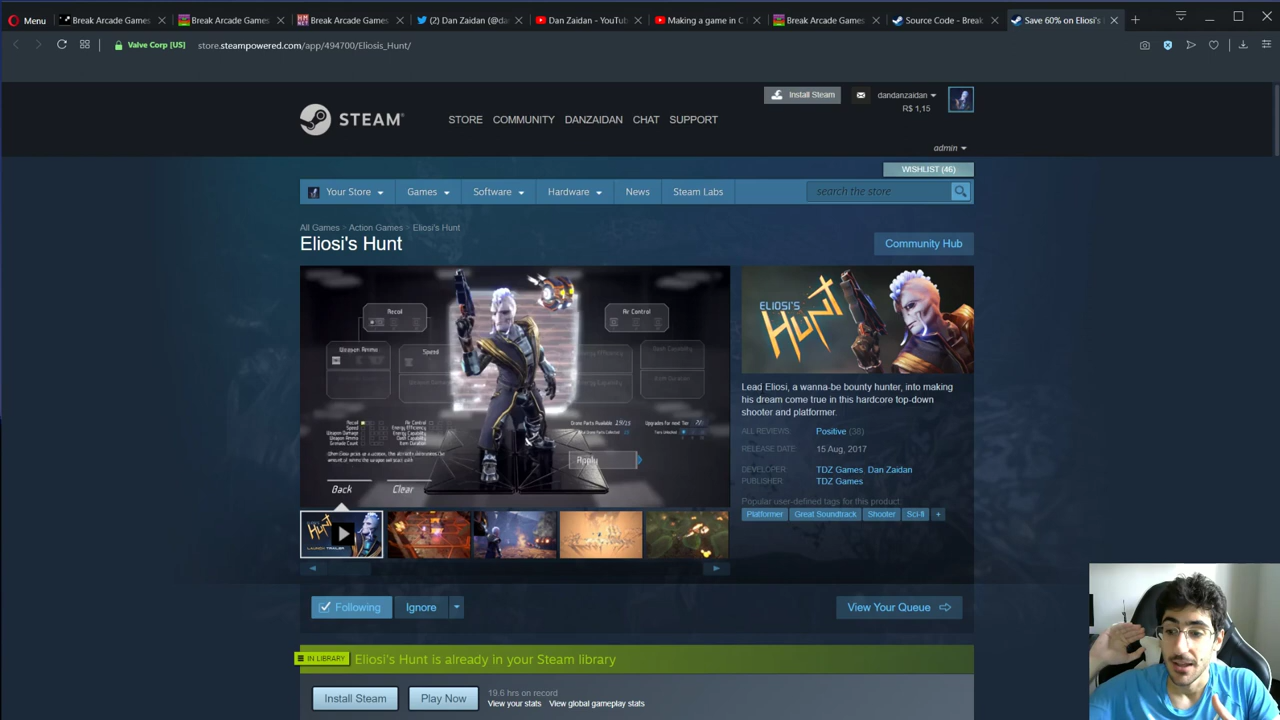 Menu
Break Arcade Games
Break Arcade Games
Break Arcade Games
(2) Dan Zaidan (@da
Dan Zaidan - YouTub
Making a game in C
Break Arcade Games
Source Code - Break
Save 60% on Eliosi's
Valve Corp [US]
store.steampowered.com/app/494700/Eliosis_Hunt/
Install Steam
dandanzaidan
R$ 1,15
STEAM
STORE
COMMUNITY
DANZAIDAN
CHAT
SUPPORT
admin
WISHLIST (46)
Your Store
Games
Software
Hardware
News
Steam Labs
search the store
All Games > Action Games > Eliosi's Hunt
Eliosi's Hunt
Community Hub
Recoil
Air Control
Weapon Ammo
Speed
Apply
Back
Clear
ELIOSI'S
HUNT
Lead Eliosi, a wanna-be bounty hunter, into making
his dream come true in this hardcore top-down
shooter and platformer.
ALL REVIEWS:
Positive (38)
RELEASE DATE:
15 Aug, 2017
DEVELOPER:
TDZ Games, Dan Zaidan
PUBLISHER:
TDZ Games
Popular user-defined tags for this product:
Platformer
Great Soundtrack
Shooter
Sci-fi
+
Following
Ignore
View Your Queue
IN LIBRARY
Eliosi's Hunt is already in your Steam library
Install Steam
Play Now
19.6 hrs on record
View your stats
View global gameplay stats